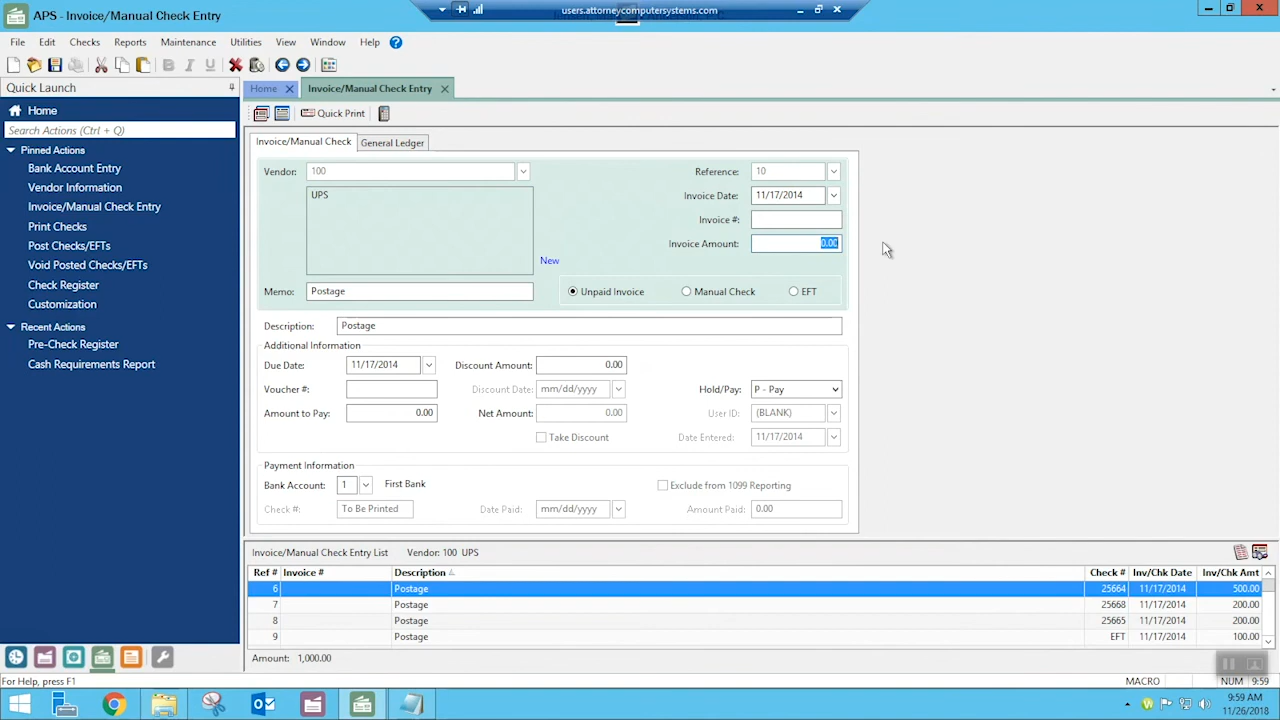 APS - Invoice/Manual Check Entry
users.attorneycomputersystems.com
File Edit Checks Reports Maintenance Utilities View Window Help
B I U
Quick Launch
Home
Search Actions (Ctrl + Q)
Pinned Actions
Bank Account Entry
Vendor Information
Invoice/Manual Check Entry
Print Checks
Post Checks/EFTs
Void Posted Checks/EFTs
Check Register
Customization
Recent Actions
Pre-Check Register
Cash Requirements Report
Home Invoice/Manual Check Entry
Quick Print
Invoice/Manual Check General Ledger
Vendor: 100 Reference: 10
UPS Invoice Date: 11/17/2014
Invoice #:
Invoice Amount: 0.00
New
Memo: Postage Unpaid Invoice Manual Check EFT
Description: Postage
Additional Information
Due Date: 11/17/2014 Discount Amount: 0.00
Voucher #: Discount Date: mm/dd/yyyy Hold/Pay: P - Pay
Amount to Pay: 0.00 Net Amount: 0.00 User ID: (BLANK)
Take Discount Date Entered: 11/17/2014
Payment Information
Bank Account: 1 First Bank Exclude from 1099 Reporting
Check #: To Be Printed Date Paid: mm/dd/yyyy Amount Paid: 0.00
Invoice/Manual Check Entry List Vendor: 100 UPS
Ref # Invoice # Description Check # Inv/Chk Date Inv/Chk Amt
6 Postage 25664 11/17/2014 500.00
7 Postage 25668 11/17/2014 200.00
8 Postage 25665 11/17/2014 200.00
9 Postage EFT 11/17/2014 100.00
Amount: 1,000.00
For Help, press F1 MACRO NUM 9:59
9:59 AM
11/26/2018